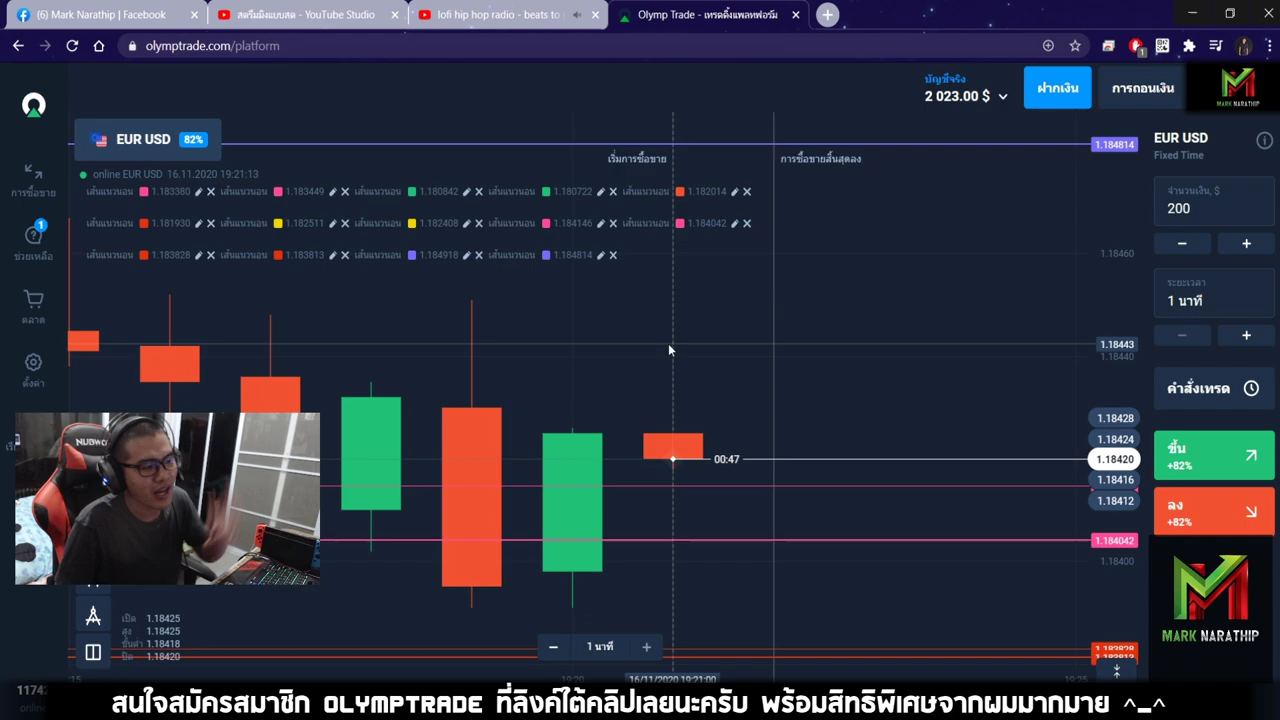 Mark Narathip | Facebook
สตรีมมิงแบบสด - YouTube Studio
lofi hip hop radio - beats to
Olymp Trade - เทรดดิ้งแพลทฟอร์ม
olymptrade.com/platform
1
บัญชีจริง
2 023.00 $
ฝากเงิน
การถอนเงิน
MARK NARATHIP
EUR USD 82%
1.184814
EUR USD
Fixed Time
เริ่มการซื้อขาย
การซื้อขายสิ้นสุดลง
online EUR USD 16.11.2020 19:21:13
เส้นแนวนอน 1.183380 เส้นแนวนอน 1.183449 เส้นแนวนอน 1.180842 เส้นแนวนอน 1.180722 เส้นแนวนอน 1.182014
เส้นแนวนอน 1.181930 เส้นแนวนอน 1.182511 เส้นแนวนอน 1.182408 เส้นแนวนอน 1.184146 เส้นแนวนอน 1.184042
เส้นแนวนอน 1.183828 เส้นแนวนอน 1.183813 เส้นแนวนอน 1.184918 เส้นแนวนอน 1.184814
การซื้อขาย
1
ช่วยเหลือ
ตลาด
ตั้งค่า
จำนวนเงิน, $
200
ระยะเวลา
1 นาที
คำสั่งเทรด
ขึ้น
+82%
ลง
+82%
1.18460
1.18443
1.18440
1.18428
1.18424
1.18420
1.18416
1.18412
1.184042
1.18400
1.183828
1.183813
00:47
NUBWO
เปิด 1.18425
สูง 1.18425
ขั้นต่ำ 1.18418
ปิด 1.18420
1 นาที
19:20
16/11/2020 19:21:00
19:25
MARK NARATHIP
สนใจสมัครสมาชิก OLYMPTRADE ที่ลิงค์ใต้คลิปเลยนะครับ พร้อมสิทธิพิเศษจากผมมากมาย ^_^